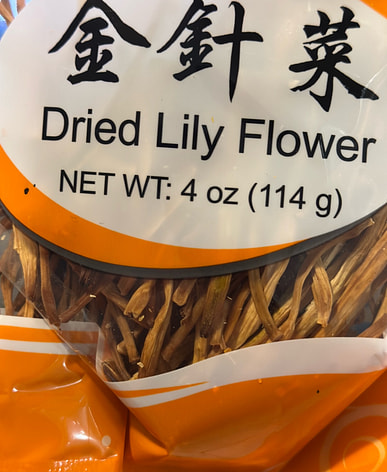 金針菜
Dried Lily Flower
NET WT: 4 oz (114 g)